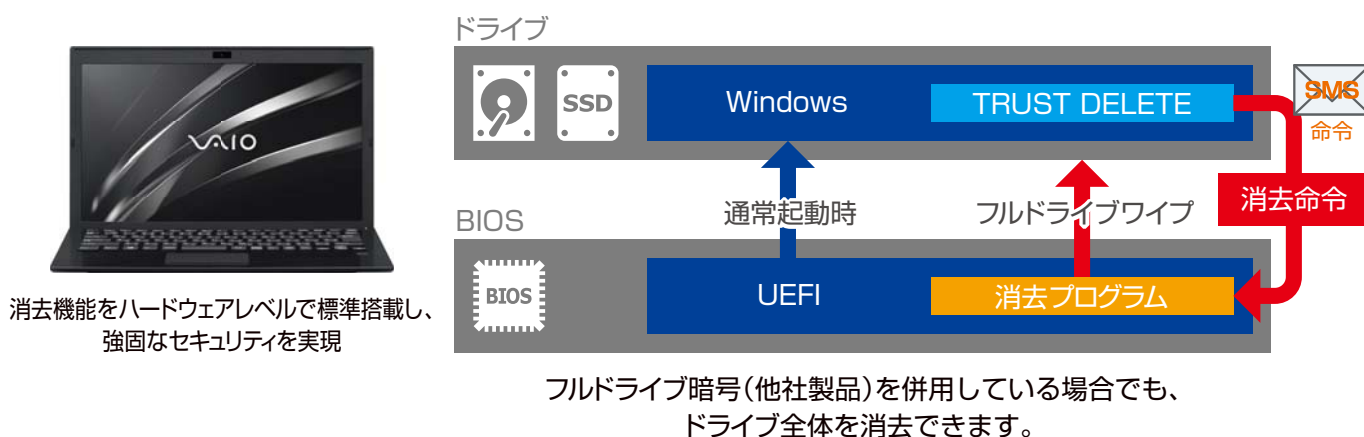 ドライブ
SSD
Windows
TRUST DELETE
SMS
命令
VAIO
通常起動時
フルドライブワイプ
消去命令
BIOS
BIOS
UEFI
消去プログラム
消去機能をハードウェアレベルで標準搭載し、
強固なセキュリティを実現
フルドライブ暗号(他社製品)を併用している場合でも、
ドライブ全体を消去できます。